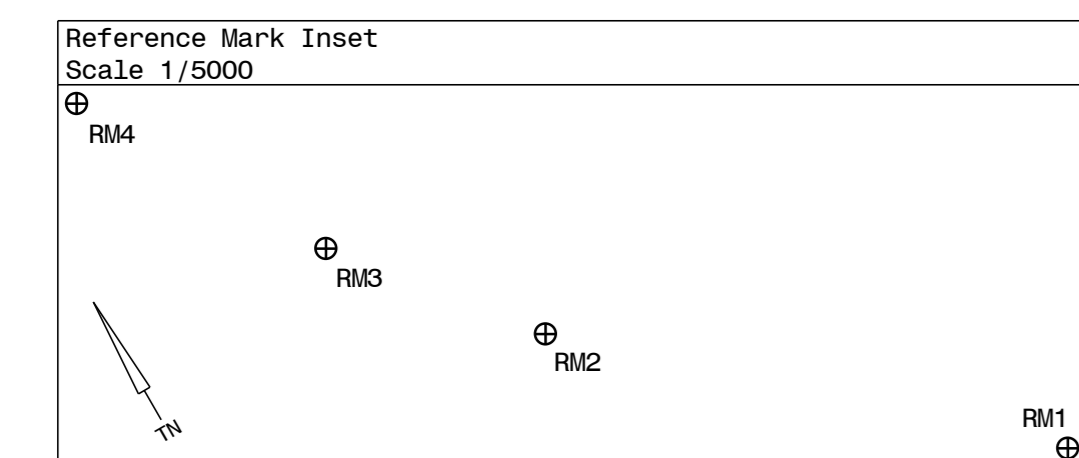 Reference Mark Inset
Scale 1/5000
RM4
RM3
RM2
RM1
TN